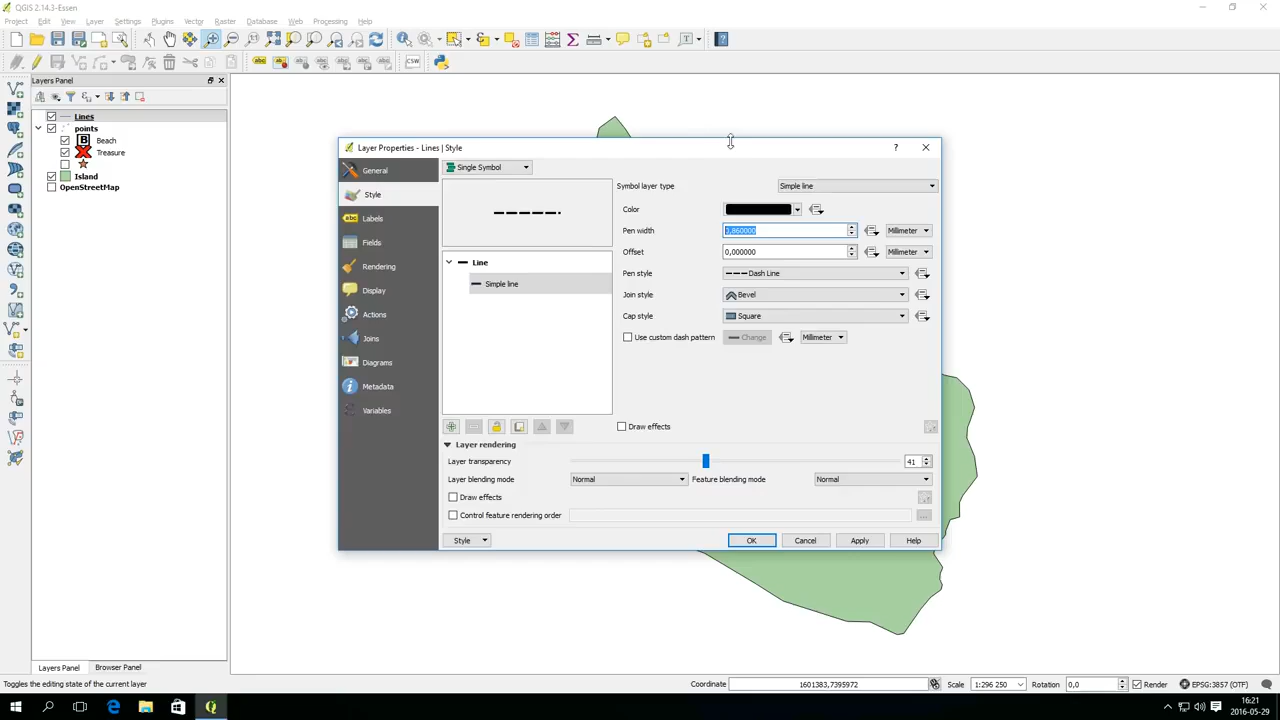 QGIS 2.14.3-Essen
Project Edit View Layer Settings Plugins Vector Raster Database Web Processing Help
CSW
Layers Panel
Lines
points
B Beach
Treasure
Island
OpenStreetMap
Layer Properties - Lines | Style
General
Style
Labels
Fields
Rendering
Display
Actions
Joins
Diagrams
Metadata
Variables
Single Symbol
Line
Simple line
Symbol layer type Simple line
Color
Pen width 0,860000 Millimeter
Offset 0,000000 Millimeter
Pen style Dash Line
Join style Bevel
Cap style Square
Use custom dash pattern Change Millimeter
Draw effects
Layer rendering
Layer transparency 41
Layer blending mode Normal Feature blending mode Normal
Draw effects
Control feature rendering order ...
Style OK Cancel Apply Help
Layers Panel Browser Panel
Toggles the editing state of the current layer
Coordinate 1601383,7395972 Scale 1:296 250 Rotation 0,0 Render EPSG:3857 (OTF)
16:21
2016-05-29